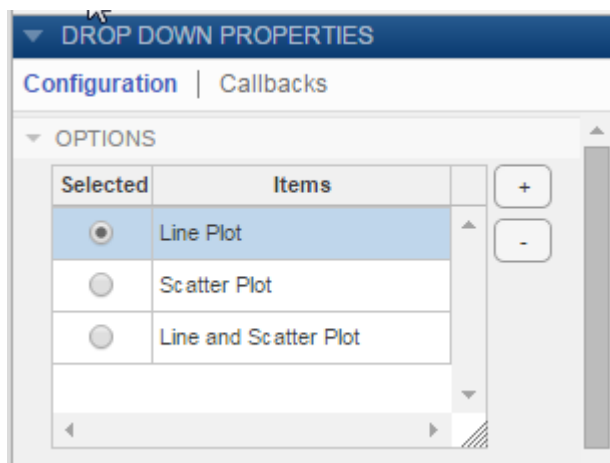 DROP DOWN PROPERTIES
Configuration | Callbacks
OPTIONS
Selected Items
+
Line Plot
-
Scatter Plot
Line and Scatter Plot